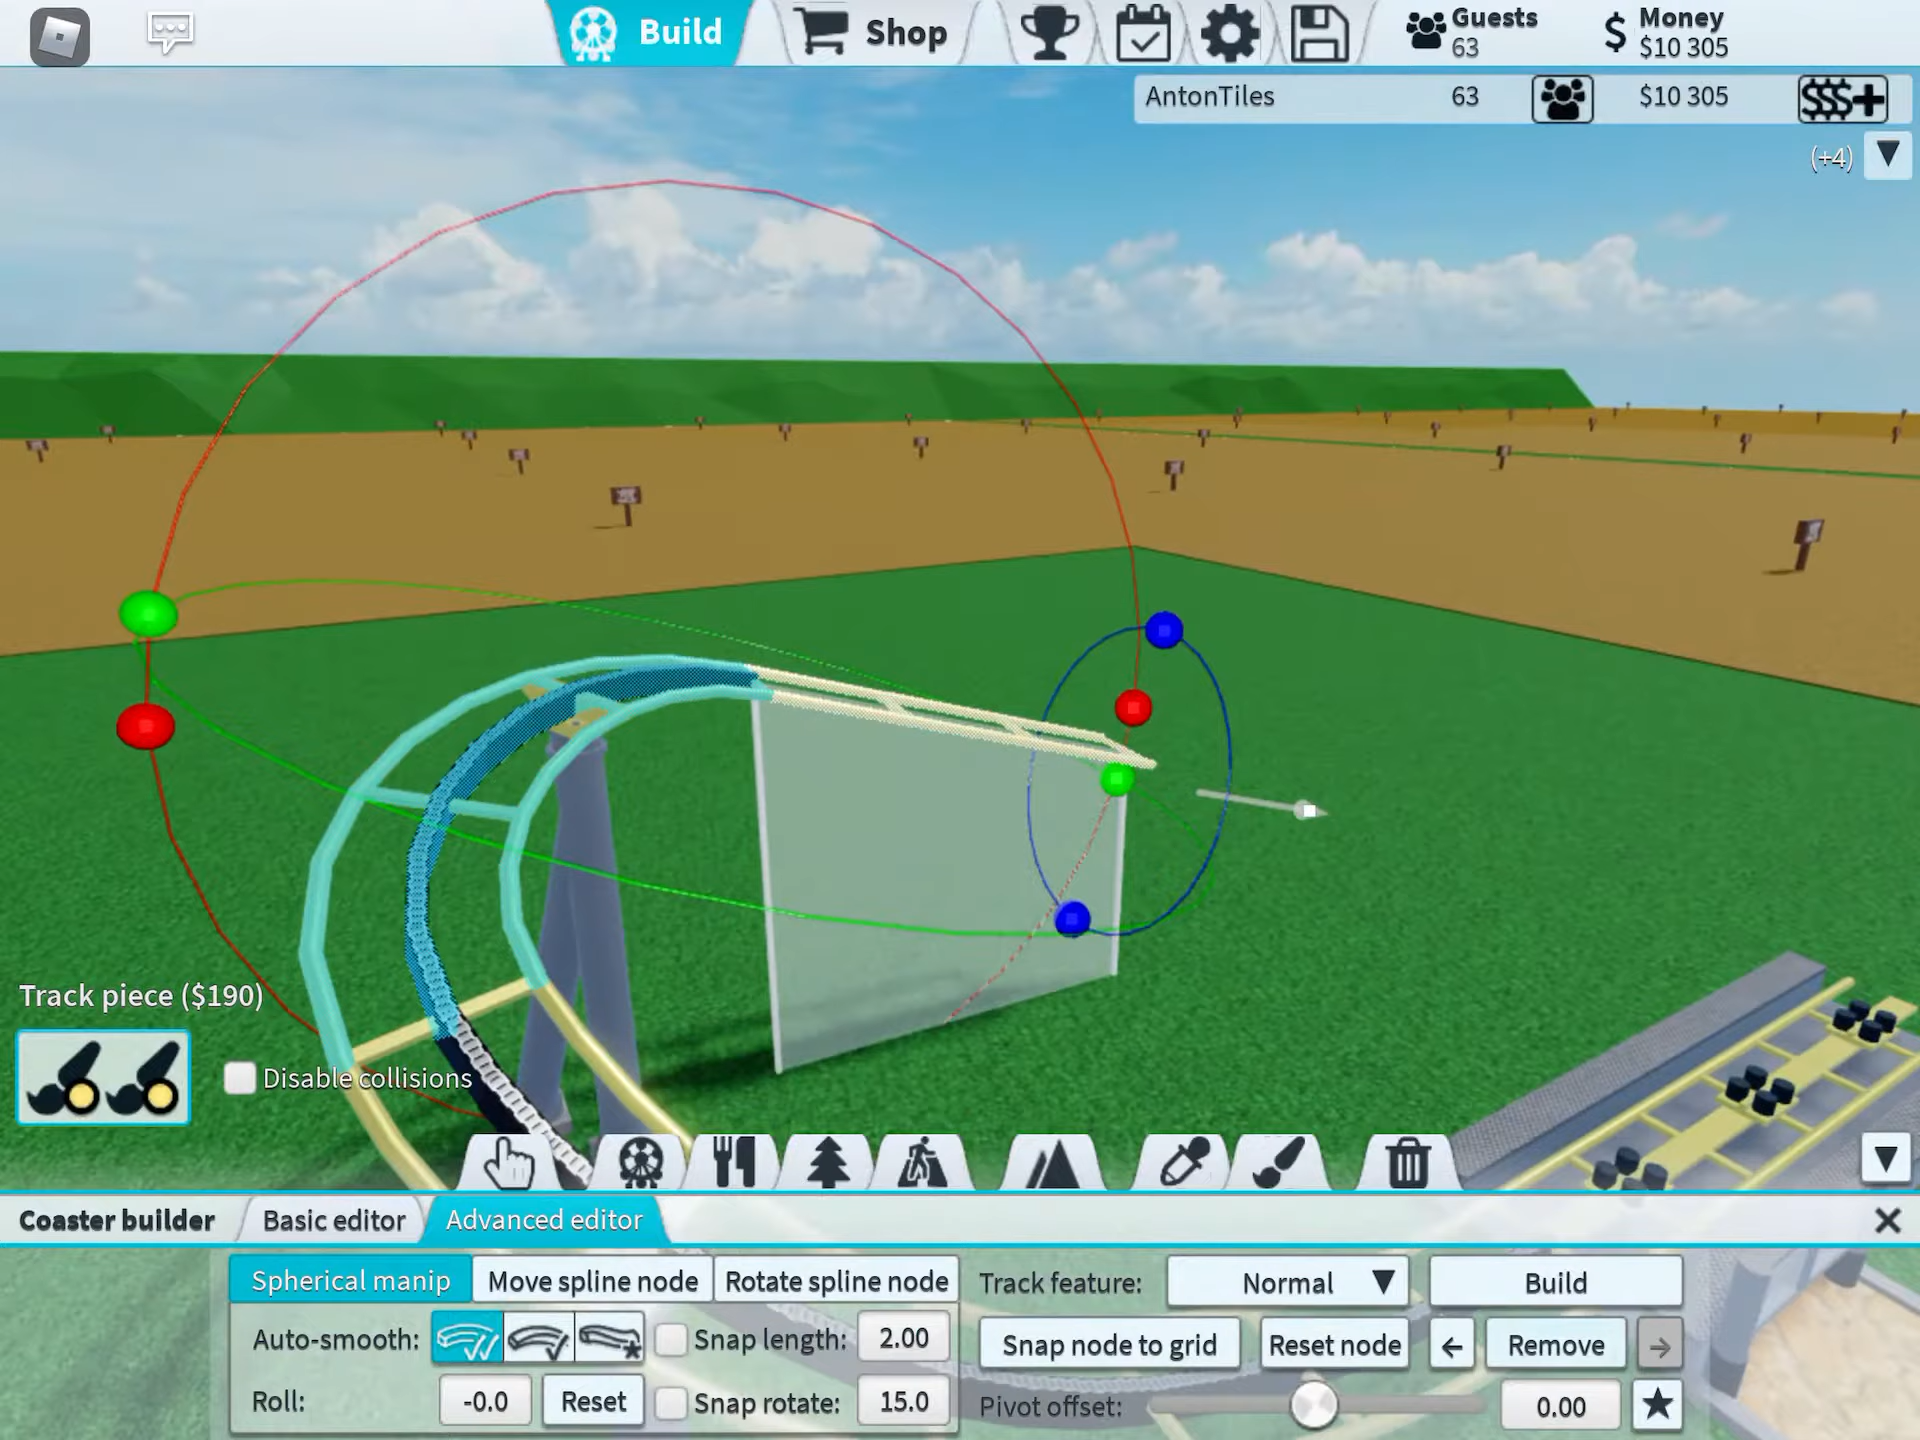 Build
Shop
Guests
63
Money
$10 305
AntonTiles 63 $10 305
(+4)
Track piece ($190)
Disable collisions
Coaster builder
Basic editor
Advanced editor
Spherical manip
Move spline node
Rotate spline node
Track feature:
Normal
Build
Auto-smooth:
Snap length:
2.00
Snap node to grid
Reset node
Remove
Roll:
-0.0
Reset
Snap rotate:
15.0
Pivot offset:
0.00